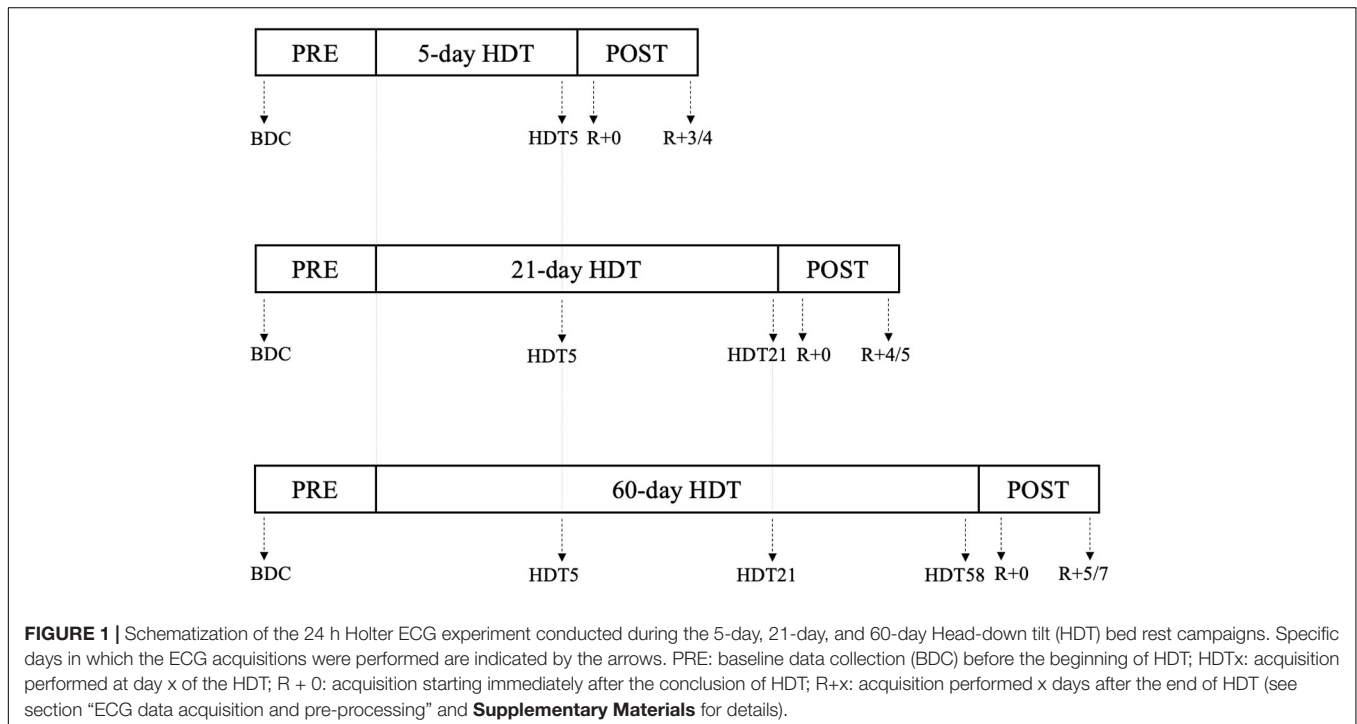 PRE 5-day HDT POST
BDC HDT5 R+0 R+3/4
PRE 21-day HDT POST
BDC HDT5 HDT21 R+0 R+4/5
PRE 60-day HDT POST
BDC HDT5 HDT21 HDT58 R+0 R+5/7
FIGURE 1 | Schematization of the 24 h Holter ECG experiment conducted during the 5-day, 21-day, and 60-day Head-down tilt (HDT) bed rest campaigns. Specific
days in which the ECG acquisitions were performed are indicated by the arrows. PRE: baseline data collection (BDC) before the beginning of HDT; HDTx: acquisition
performed at day x of the HDT; R + 0: acquisition starting immediately after the conclusion of HDT; R+x: acquisition performed x days after the end of HDT (see
section “ECG data acquisition and pre-processing” and Supplementary Materials for details).